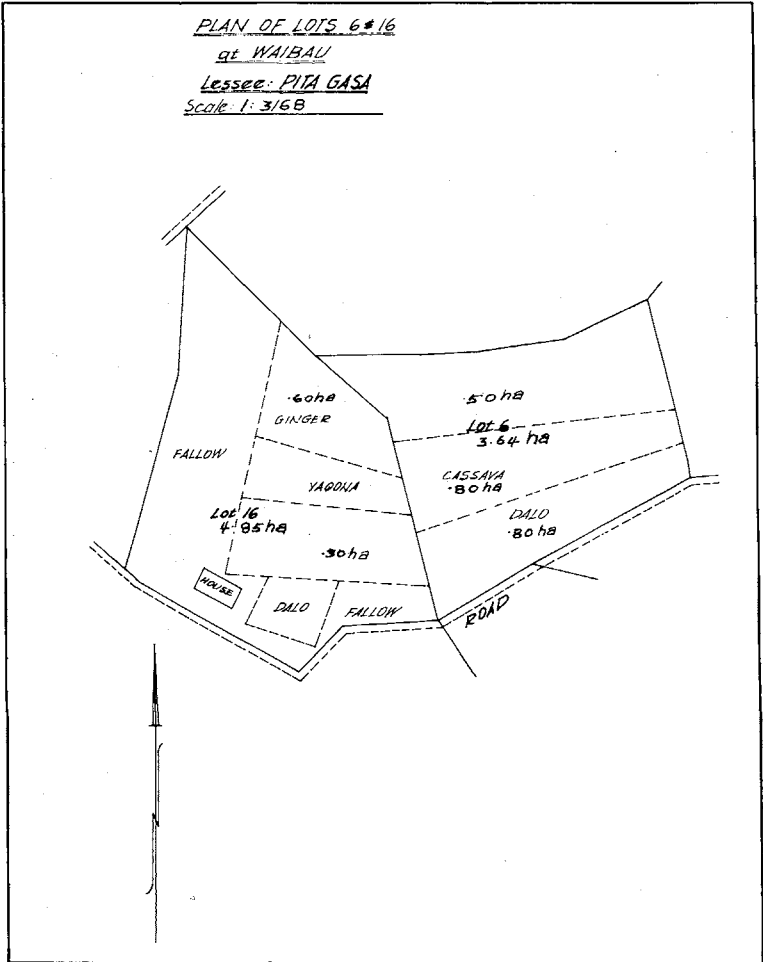 PLAN OF LOTS 6 & 16
at WAIBAU
Lessee: PITA GASA
Scale: 1:3168
.60ha
GINGER
.50ha
Lot 6
3.64 ha
FALLOW
YAQONA
CASSAVA
.80ha
Lot 16
4.85ha
DALO
.80ha
.30ha
HOUSE
DALO
FALLOW
ROAD